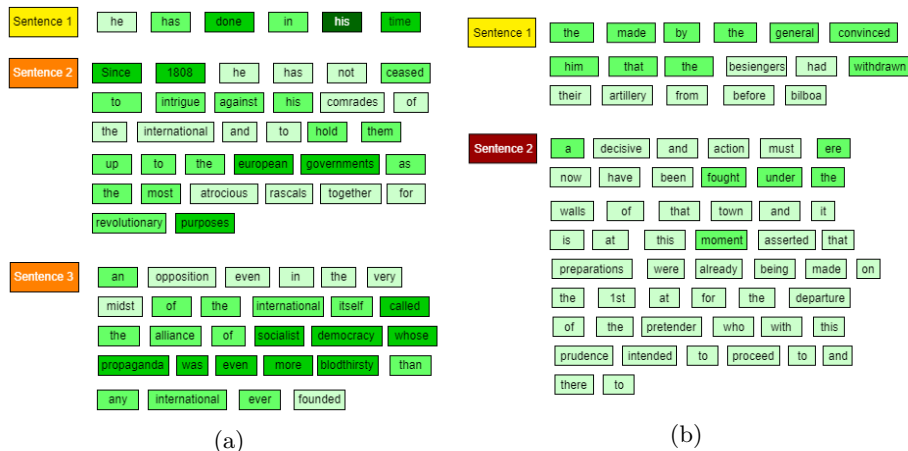 Sentence 1 he has done in his time
Sentence 2 Since 1808 he has not ceased
to intrigue against his comrades of
the international and to hold them
up to the european governments as
the most atrocious rascals together for
revolutionary purposes
Sentence 3 an opposition even in the very
midst of the international itself called
the alliance of socialist democracy whose
propaganda was even more blodthirsty than
any international ever founded
(a)
Sentence 1 the made by the general convinced
him that the besiengers had withdrawn
their artillery from before bilboa
Sentence 2 a decisive and action must ere
now have been fought under the
walls of that town and it
is at this moment asserted that
preparations were already being made on
the 1st at for the departure
of the pretender who with this
prudence intended to proceed to and
there to
(b)